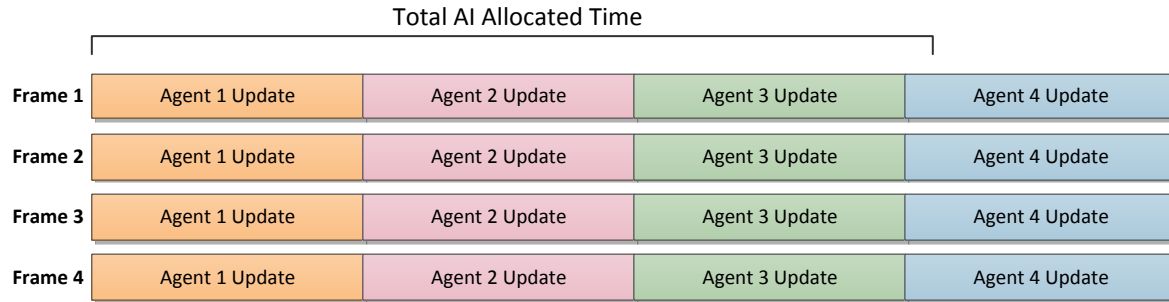 Total AI Allocated Time
Frame 1 Agent 1 Update Agent 2 Update Agent 3 Update Agent 4 Update
Frame 2 Agent 1 Update Agent 2 Update Agent 3 Update Agent 4 Update
Frame 3 Agent 1 Update Agent 2 Update Agent 3 Update Agent 4 Update
Frame 4 Agent 1 Update Agent 2 Update Agent 3 Update Agent 4 Update